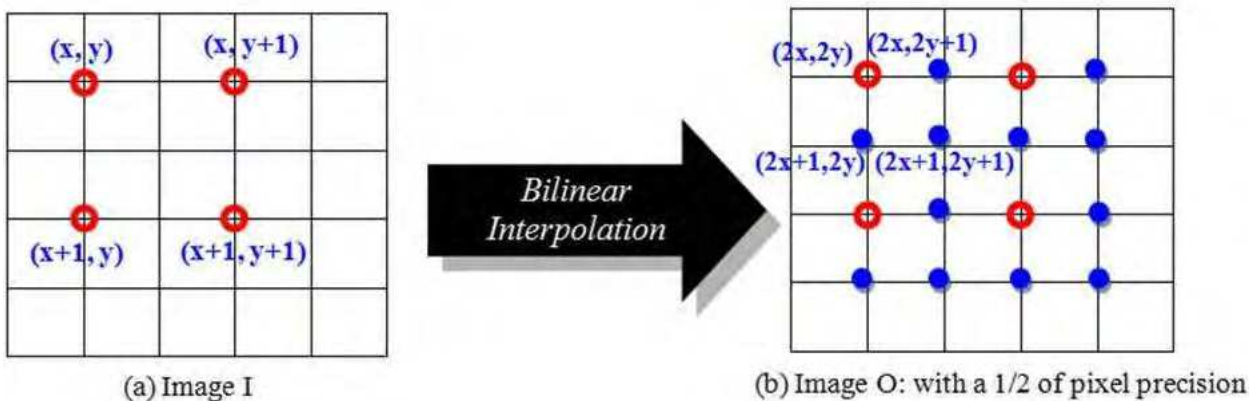 (x, y) (x, y+1)
(x+1, y) (x+1, y+1)
(a) Image I
Bilinear
Interpolation
(2x,2y) (2x,2y+1)
(2x+1,2y) (2x+1,2y+1)
(b) Image O: with a 1/2 of pixel precision